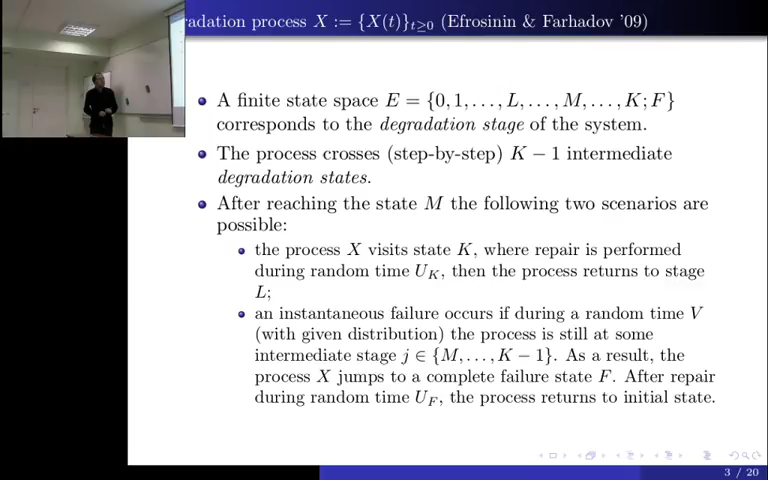 radation process X := {X(t)}t≥0 (Efrosinin & Farhadov '09)
A finite state space E = {0, 1, . . . , L, . . . , M, . . . , K; F}
corresponds to the degradation stage of the system.
The process crosses (step-by-step) K − 1 intermediate
degradation states.
After reaching the state M the following two scenarios are
possible:
the process X visits state K, where repair is performed
during random time U_K, then the process returns to stage
L;
an instantaneous failure occurs if during a random time V
(with given distribution) the process is still at some
intermediate stage j ∈ {M, . . . , K − 1}. As a result, the
process X jumps to a complete failure state F. After repair
during random time U_F, the process returns to initial state.
3 / 20